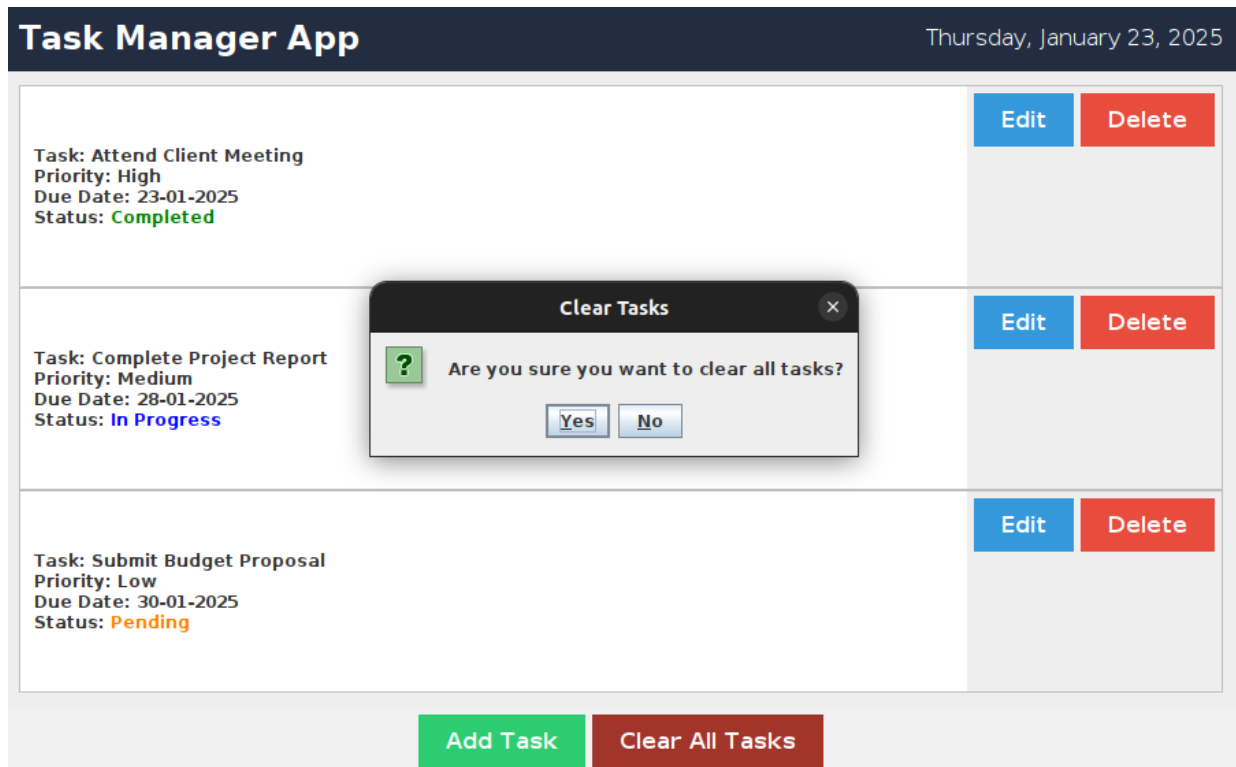 Task Manager App
Thursday, January 23, 2025
Task: Attend Client Meeting
Priority: High
Due Date: 23-01-2025
Status: Completed
Edit
Delete
Clear Tasks
?
Are you sure you want to clear all tasks?
Yes
No
Task: Complete Project Report
Priority: Medium
Due Date: 28-01-2025
Status: In Progress
Edit
Delete
Task: Submit Budget Proposal
Priority: Low
Due Date: 30-01-2025
Status: Pending
Edit
Delete
Add Task
Clear All Tasks